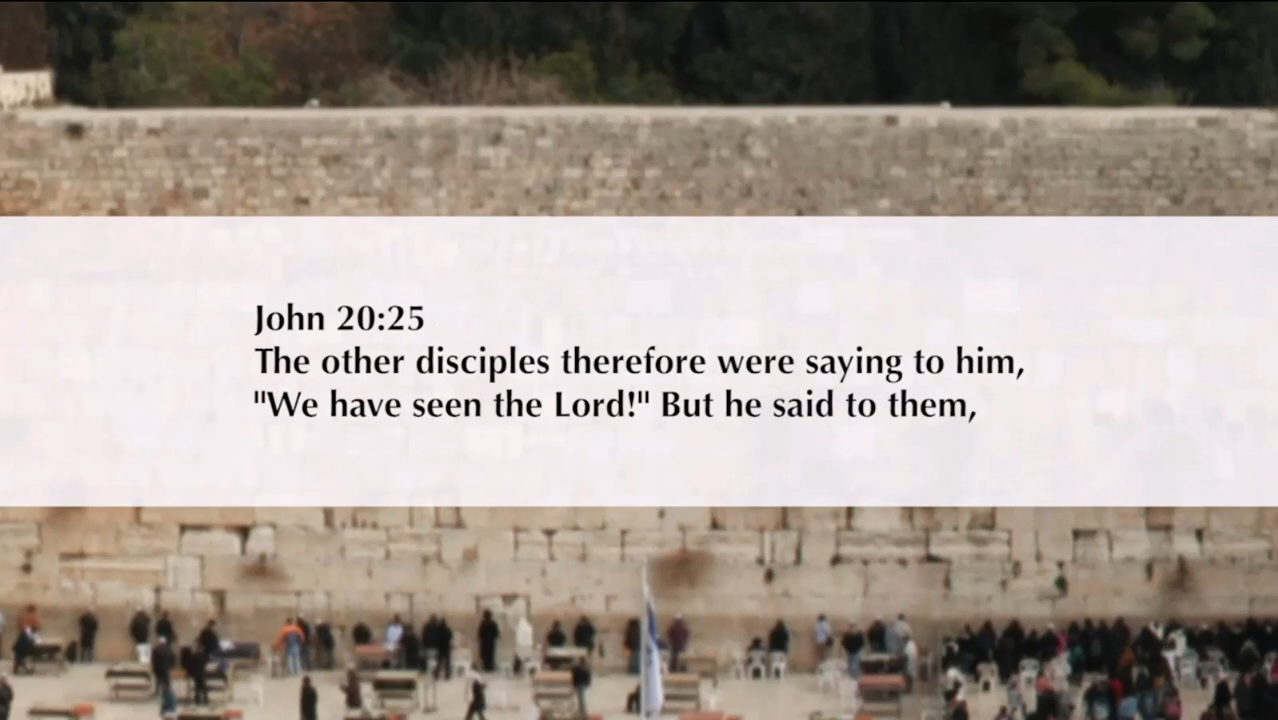 John 20:25
The other disciples therefore were saying to him,
"We have seen the Lord!" But he said to them,